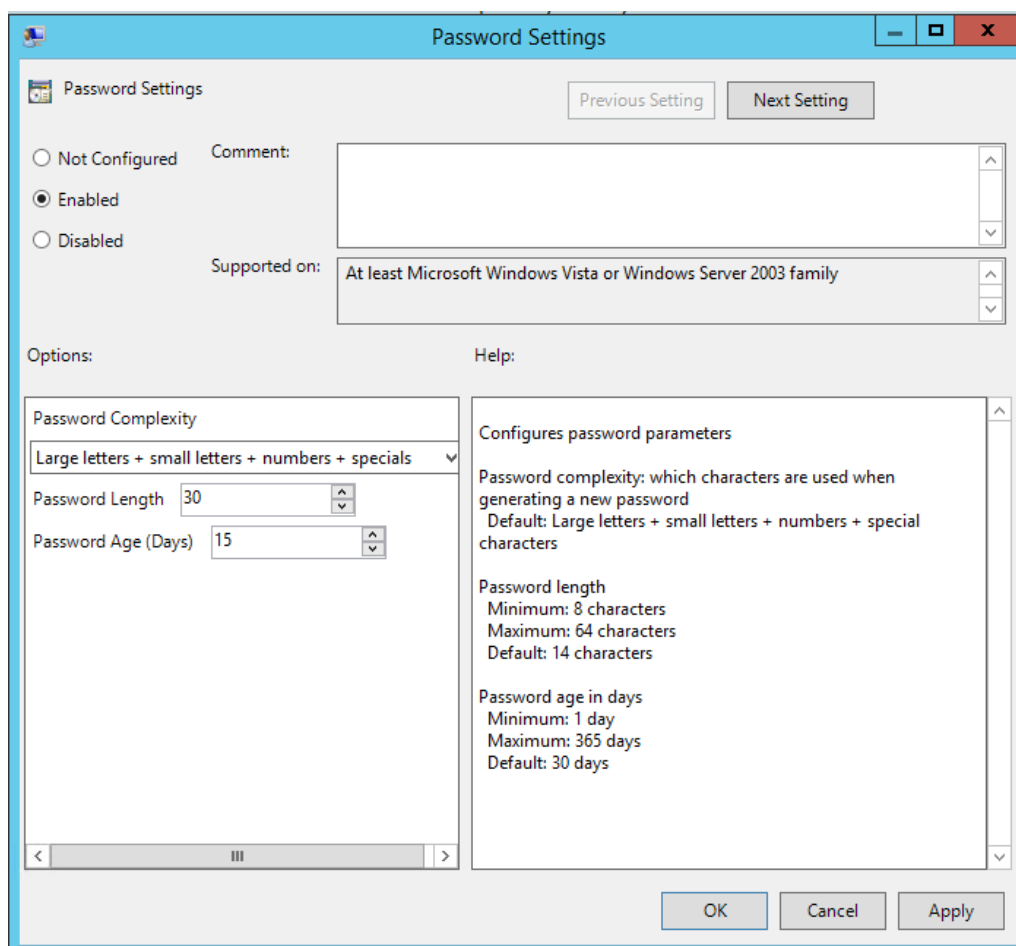 Password Settings
Password Settings
Previous Setting
Next Setting
Not Configured
Comment:
Enabled
Disabled
Supported on:
At least Microsoft Windows Vista or Windows Server 2003 family
Options:
Help:
Password Complexity
Large letters + small letters + numbers + specials
Password Length 30
Password Age (Days) 15
Configures password parameters
Password complexity: which characters are used when
generating a new password
Default: Large letters + small letters + numbers + special
characters
Password length
Minimum: 8 characters
Maximum: 64 characters
Default: 14 characters
Password age in days
Minimum: 1 day
Maximum: 365 days
Default: 30 days
OK
Cancel
Apply